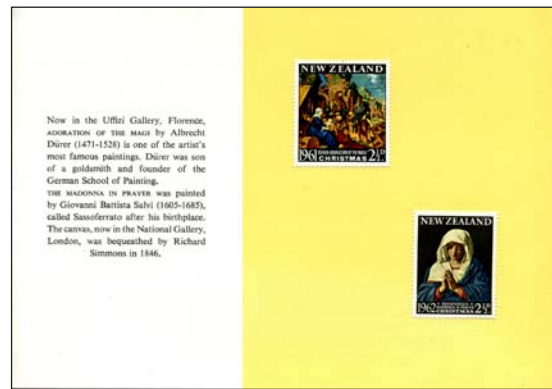 Now in the Uffizi Gallery, Florence,
ADORATION OF THE MAGI by Albrecht
Dürer (1471-1528) is one of the artist's
most famous paintings. Dürer was son
of a goldsmith and founder of the
German School of Painting.
THE MADONNA IN PRAYER was painted
by Giovanni Battista Salvi (1605-1685),
called Sassoferrato after his birthplace.
The canvas, now in the National Gallery,
London, was bequeathed by Richard
Simmons in 1846.
NEW ZEALAND
1961
CHRISTMAS 2½D
NEW ZEALAND
1962
CHRISTMAS 2½D